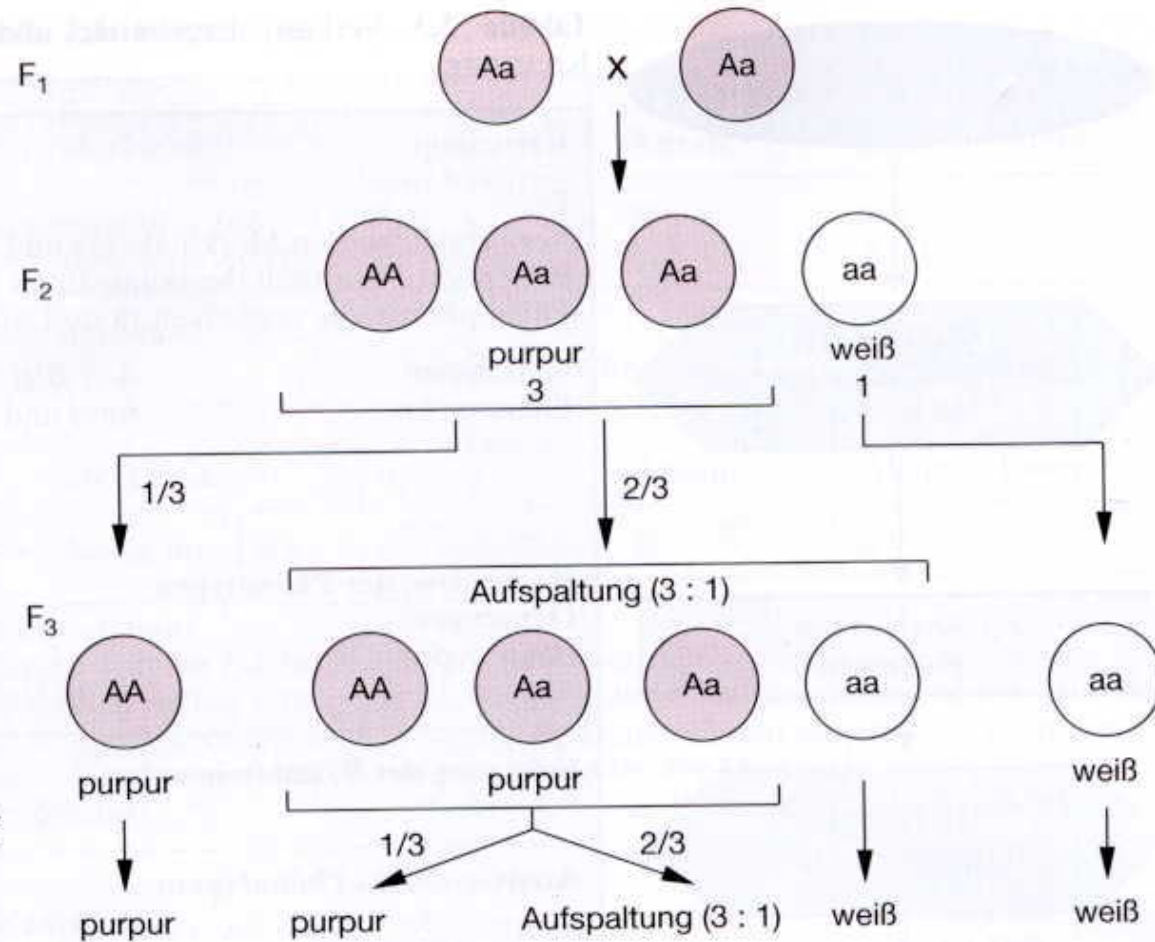 F₁ Aa X Aa
F₂ AA Aa Aa aa
purpur weiß
3 1
1/3 2/3
Aufspaltung (3 : 1)
F₃
AA AA Aa Aa aa aa
purpur purpur weiß
1/3 2/3
purpur purpur Aufspaltung (3 : 1) weiß weiß